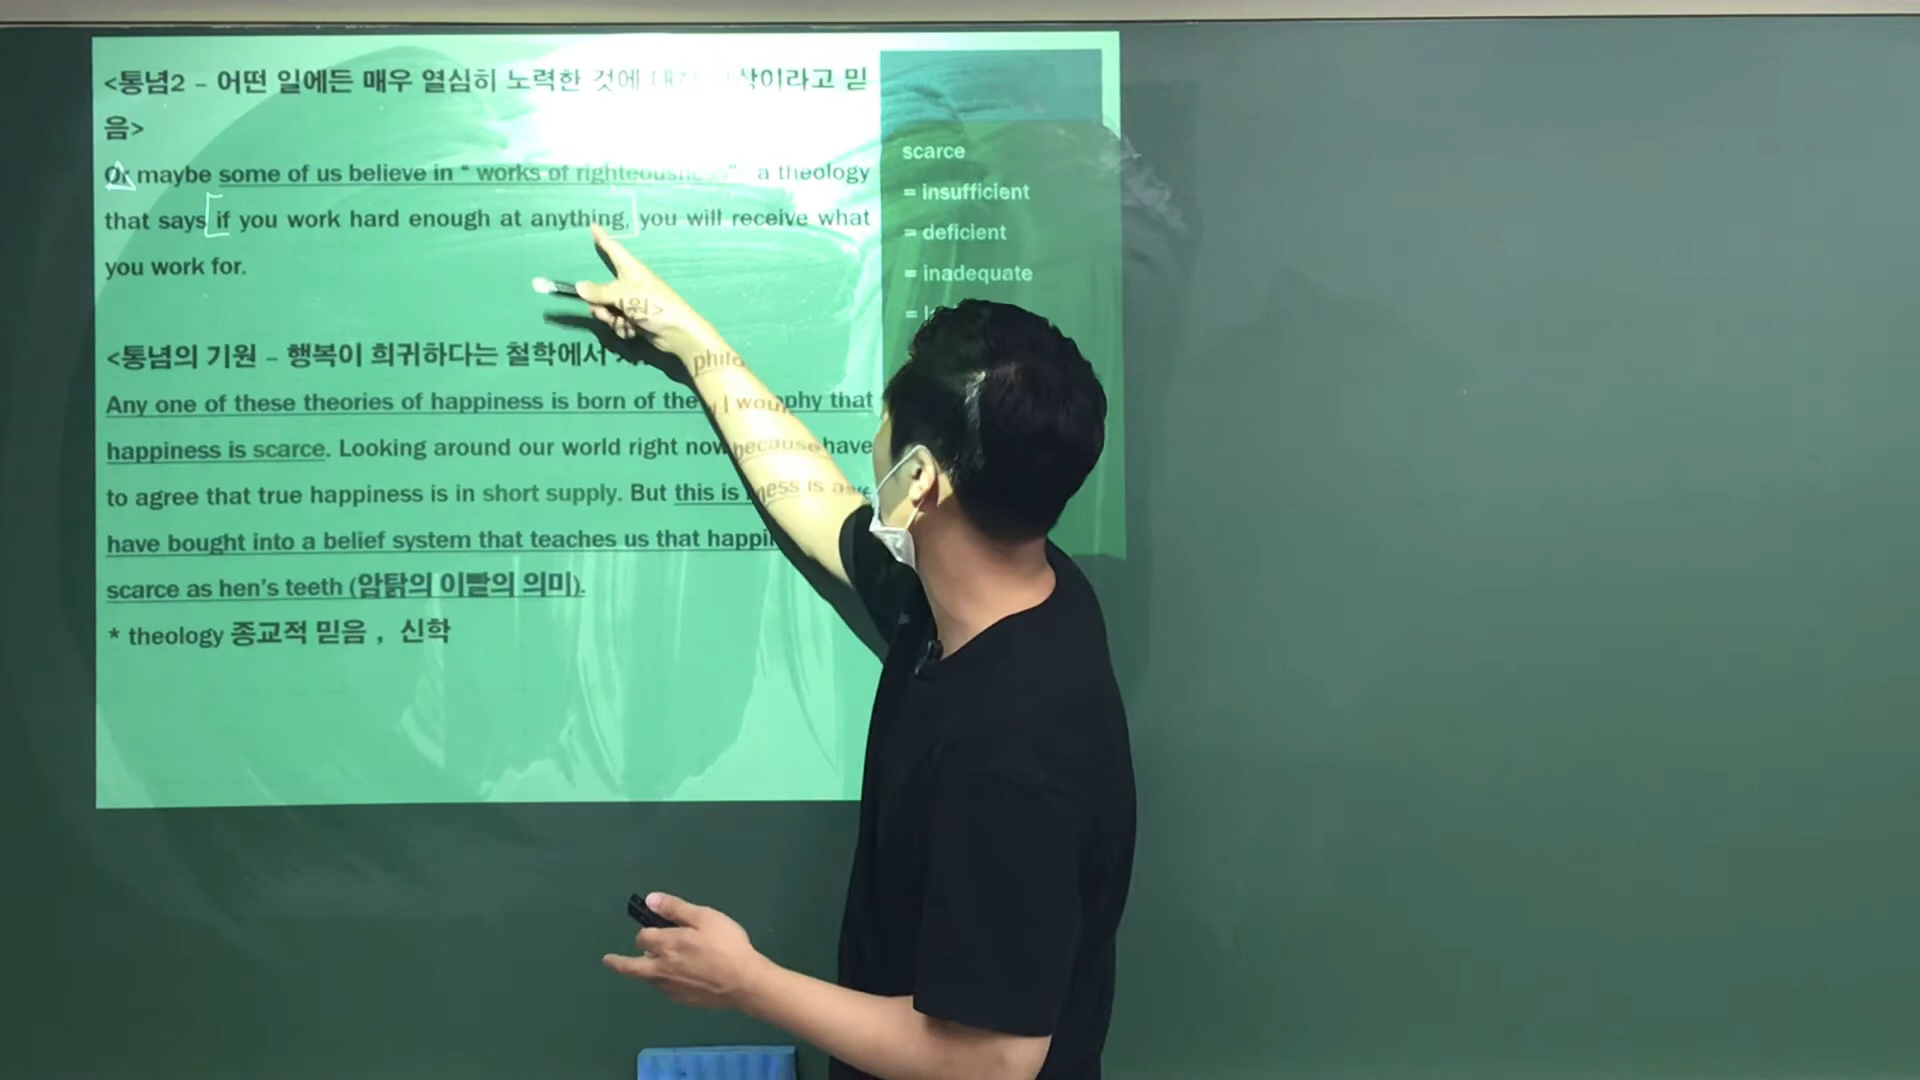 <통념2 – 어떤 일에든 매우 열심히 노력한 것에 대한 보상이라고 믿
음>
Or maybe some of us believe in “ works of a theology
that says if you work hard enough at anything, you will receive what
you work for.
<통념의 기원 – 행복이 희귀하다는 철학에서
Any one of these theories of happiness is born of the that
happiness is scarce. Looking around our world right now have
to agree that true happiness is in short supply. But this is
have bought into a belief system that teaches us that
scarce as hen's teeth (암탉의 이빨의 의미).
* theology 종교적 믿음 , 신학
scarce
= insufficient
= deficient
= inadequate
=